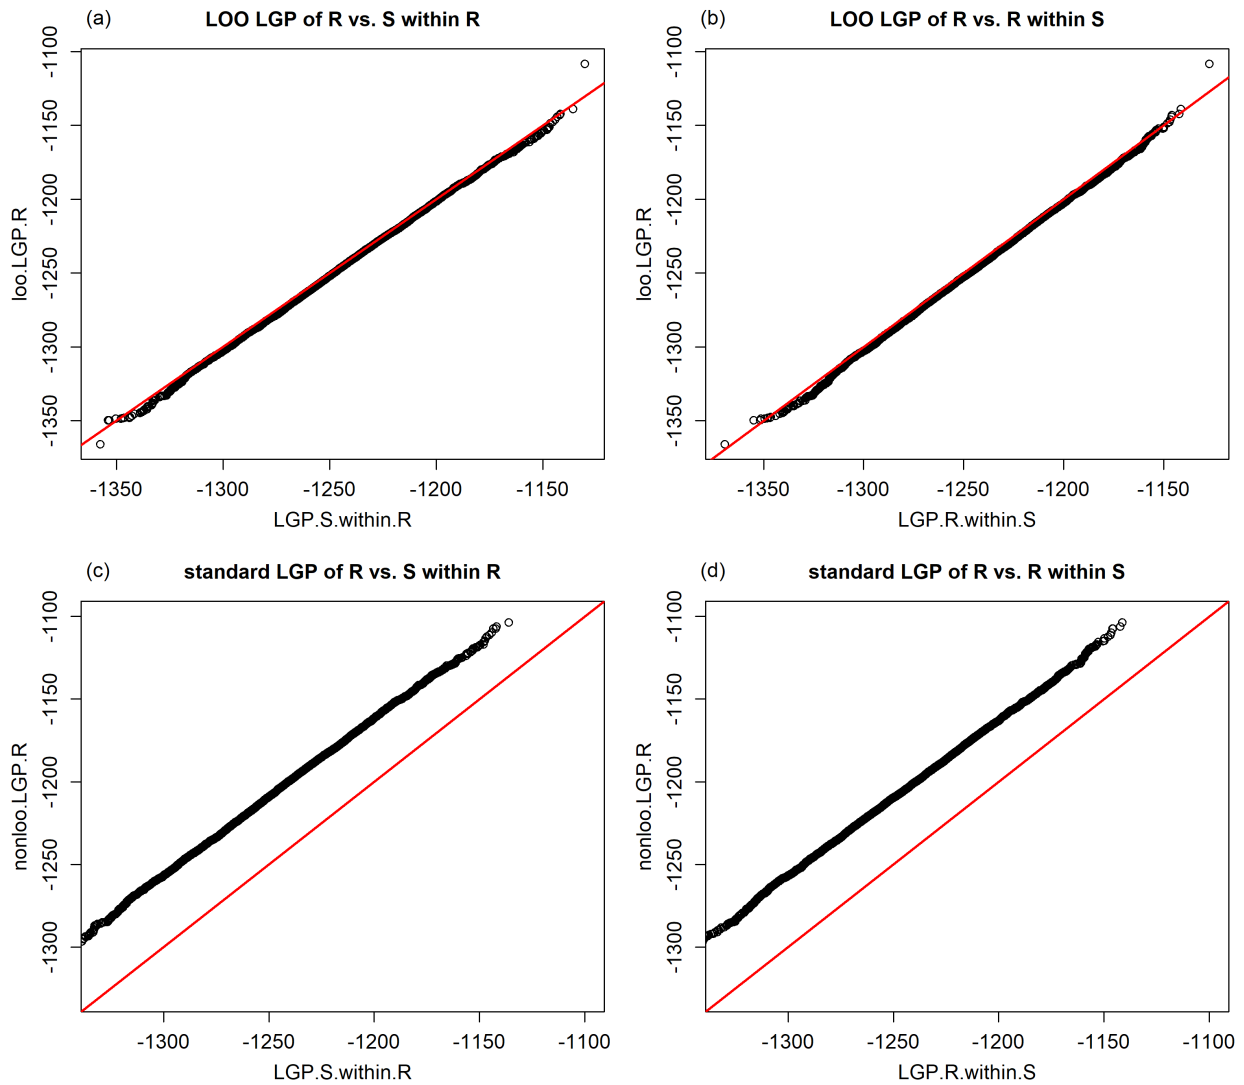 (a) LOO LGP of R vs. S within R
loo.LGP.R
-1100
-1150
-1200
-1250
-1300
-1350
-1350 -1300 -1250 -1200 -1150
LGP.S.within.R
(b) LOO LGP of R vs. R within S
loo.LGP.R
-1100
-1150
-1200
-1250
-1300
-1350
-1350 -1300 -1250 -1200 -1150
LGP.R.within.S
(c) standard LGP of R vs. S within R
nonloo.LGP.R
-1100
-1150
-1200
-1250
-1300
-1300 -1250 -1200 -1150 -1100
LGP.S.within.R
(d) standard LGP of R vs. R within S
nonloo.LGP.R
-1100
-1150
-1200
-1250
-1300
-1300 -1250 -1200 -1150 -1100
LGP.R.within.S